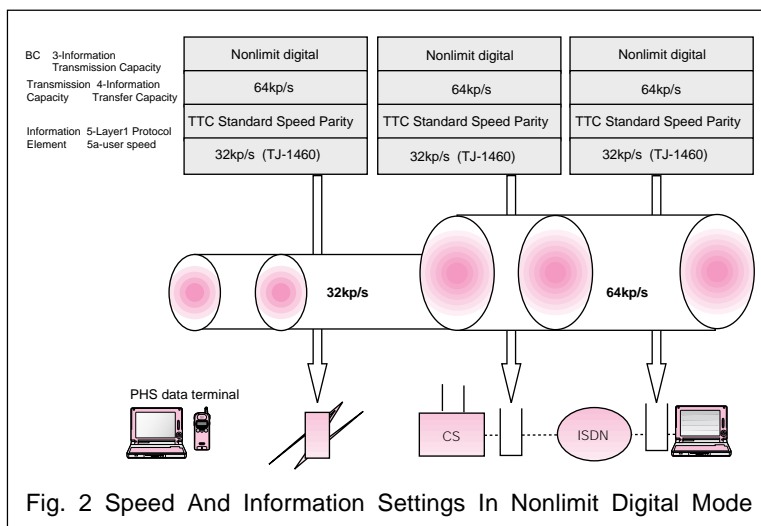 BC 3-Information
Transmission Capacity
Transmission 4-Information
Capacity Transfer Capacity
Information 5-Layer1 Protocol
Element 5a-user speed
Nonlimit digital
64kp/s
TTC Standard Speed Parity
32kp/s (TJ-1460)
Nonlimit digital
64kp/s
TTC Standard Speed Parity
32kp/s (TJ-1460)
Nonlimit digital
64kp/s
TTC Standard Speed Parity
32kp/s (TJ-1460)
32kp/s
64kp/s
PHS data terminal
CS
ISDN
Fig. 2 Speed And Information Settings In Nonlimit Digital Mode